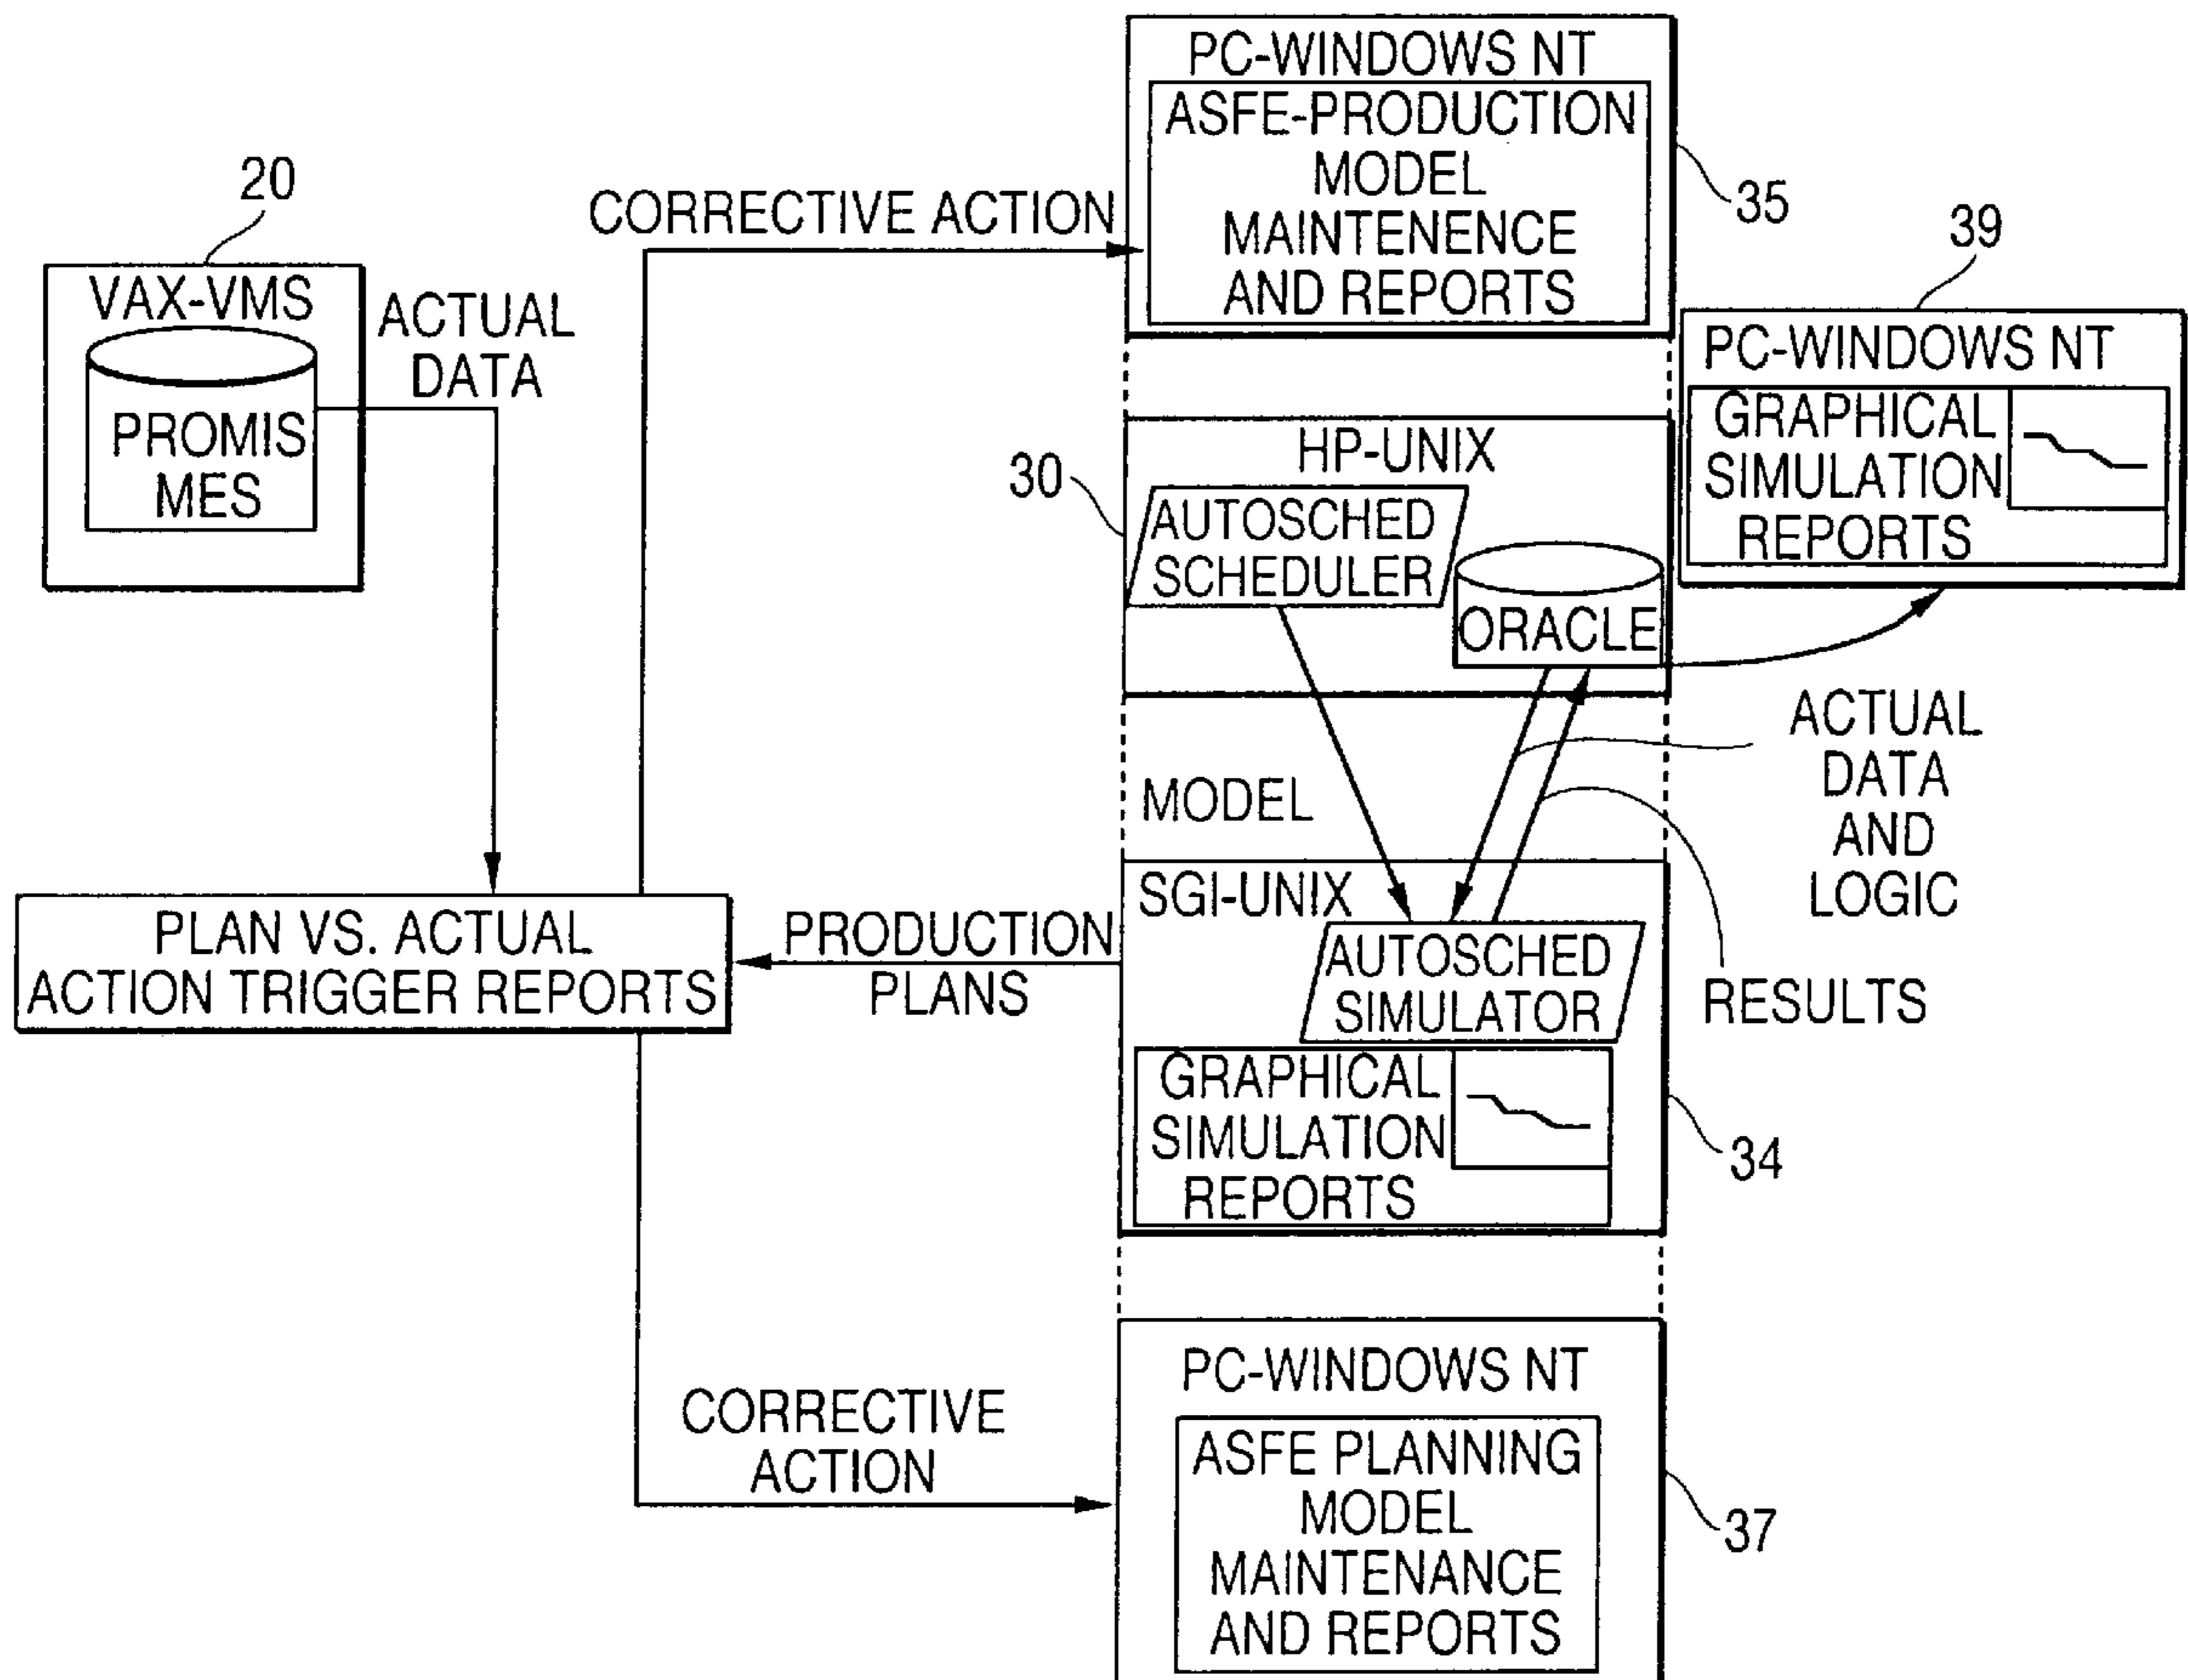 PC-WINDOWS NT
ASFE-PRODUCTION
MODEL
MAINTENENCE
AND REPORTS
35
20
CORRECTIVE ACTION
39
VAX-VMS
PROMIS
MES
ACTUAL
DATA
PC-WINDOWS NT
GRAPHICAL
SIMULATION
REPORTS
HP-UNIX
30
AUTOSCHED
SCHEDULER
ORACLE
MODEL
ACTUAL
DATA
AND
LOGIC
PLAN VS. ACTUAL
ACTION TRIGGER REPORTS
PRODUCTION
PLANS
SGI-UNIX
AUTOSCHED
SIMULATOR
RESULTS
GRAPHICAL
SIMULATION
REPORTS
34
CORRECTIVE
ACTION
PC-WINDOWS NT
ASFE PLANNING
MODEL
MAINTENANCE
AND REPORTS
37